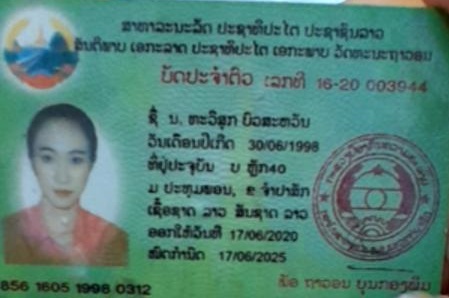 ສາທາລະນະລັດ ປະຊາທິປະໄຕ ປະຊາຊົນລາວ
ສັນຕິພາບ ເອກະລາດ ປະຊາທິປະໄຕ ເອກະພາບ ວັດທະນະຖາວອນ
ບັດປະຈຳຕົວ ເລກທີ 16-20 003944
ຊື່ ນ. ທະວີສຸກ ບົວສະຫວັນ
ວັນເດືອນປີເກີດ 30/06/1998
ທີ່ຢູ່ປະຈຸບັນ ບ ຫຼັກ40
ມ ປະທຸມພອນ, ຂ ຈຳປາສັກ
ເຊື້ອຊາດ ລາວ ສັນຊາດ ລາວ
ອອກໃຫ້ວັນທີ 17/06/2020
ໝົດກຳນົດ 17/06/2025
856 1605 1998 0312
ຖາວອນ ບຸນກອງພິມ